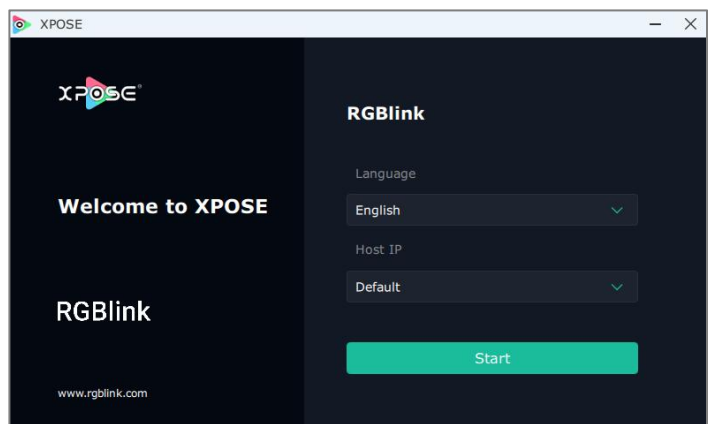 XPOSE
XPOSE®
Welcome to XPOSE
RGBlink
www.rgblink.com
RGBlink
Language
English
Host IP
Default
Start